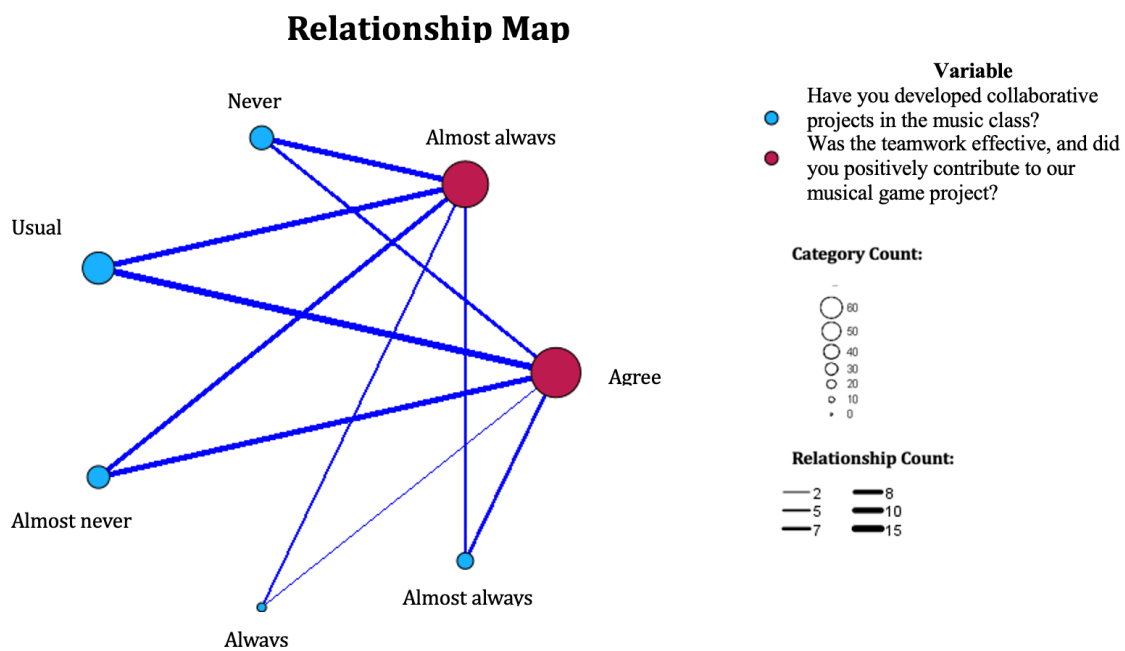 Relationship Map
Never
Almost always
Usual
Agree
Almost never
Almost always
Always
Variable
Have you developed collaborative
projects in the music class?
Was the teamwork effective, and did
you positively contribute to our
musical game project?
Category Count:
60
50
40
30
20
10
0
Relationship Count:
2
8
5
10
7
15